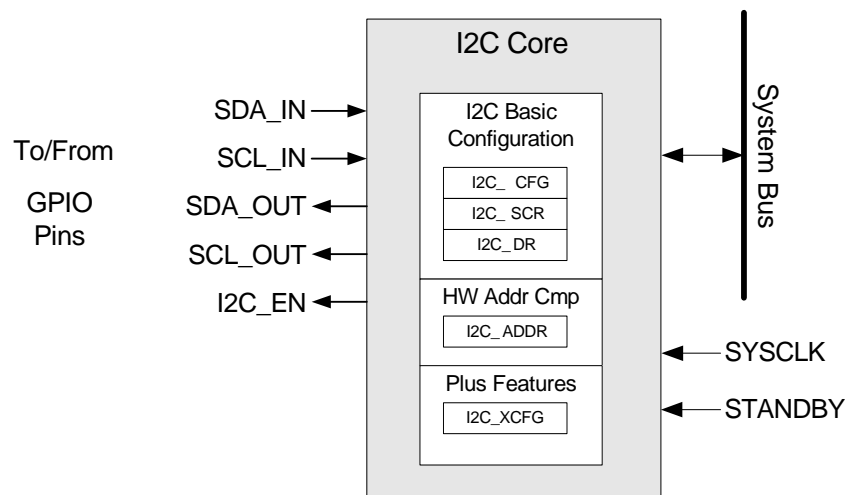 I2C Core
I2C Basic
Configuration
I2C_ CFG
I2C_ SCR
I2C_ DR
HW Addr Cmp
I2C_ ADDR
Plus Features
I2C_XCFG
To/From
GPIO
Pins
SDA_IN
SCL_IN
SDA_OUT
SCL_OUT
I2C_EN
System Bus
SYSCLK
STANDBY